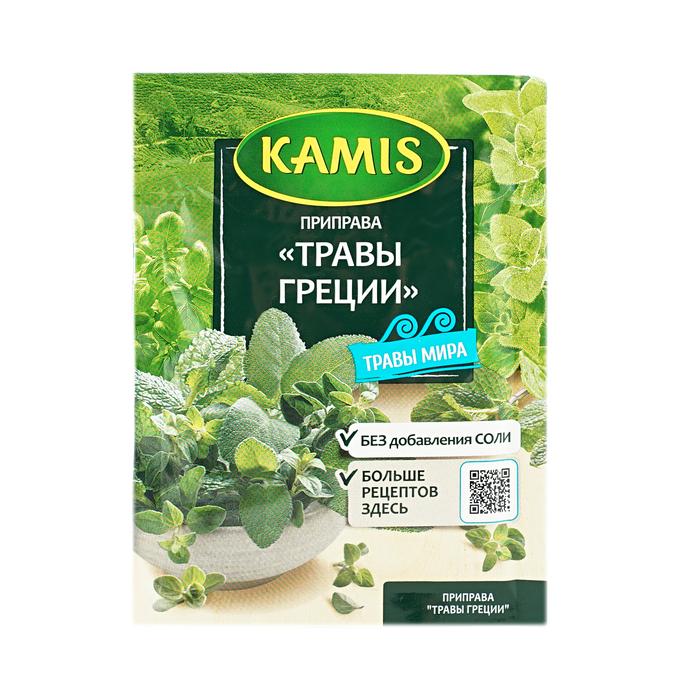 KAMIS
ПРИПРАВА
«ТРАВЫ
ГРЕЦИИ»
ТРАВЫ МИРА
БЕЗ добавления СОЛИ
БОЛЬШЕ
РЕЦЕПТОВ
ЗДЕСЬ
ПРИПРАВА
"ТРАВЫ ГРЕЦИИ"